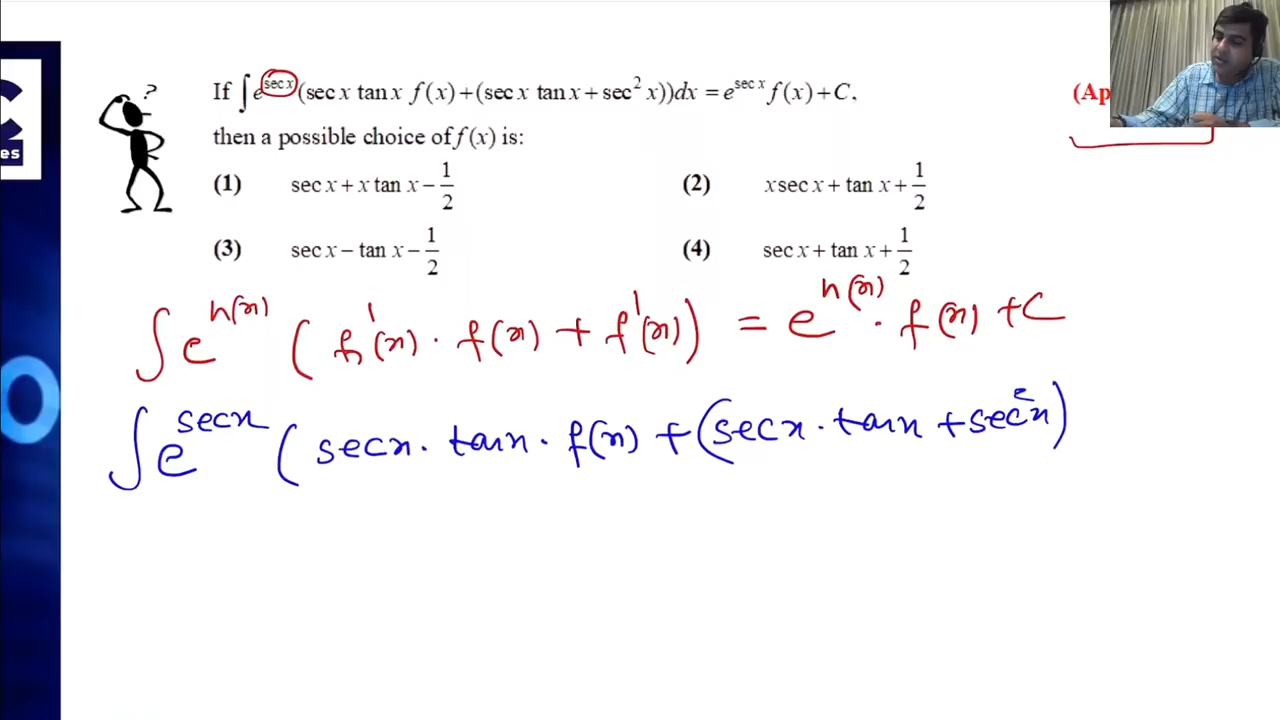 If ∫e^{sec x}(sec x tan x f(x)+(sec x tan x+sec² x))dx = e^{sec x} f(x)+C,
(Ap
then a possible choice of f(x) is:
(1) sec x + x tan x − 1/2
(2) x sec x + tan x + 1/2
(3) sec x − tan x − 1/2
(4) sec x + tan x + 1/2
∫ e^{h(x)} ( h'(x) · f(x) + f'(x) ) = e^{h(x)} · f(x) + C
∫ e^{secx} ( secx · tanx · f(x) + (secx · tanx + sec²x)
C
es
?